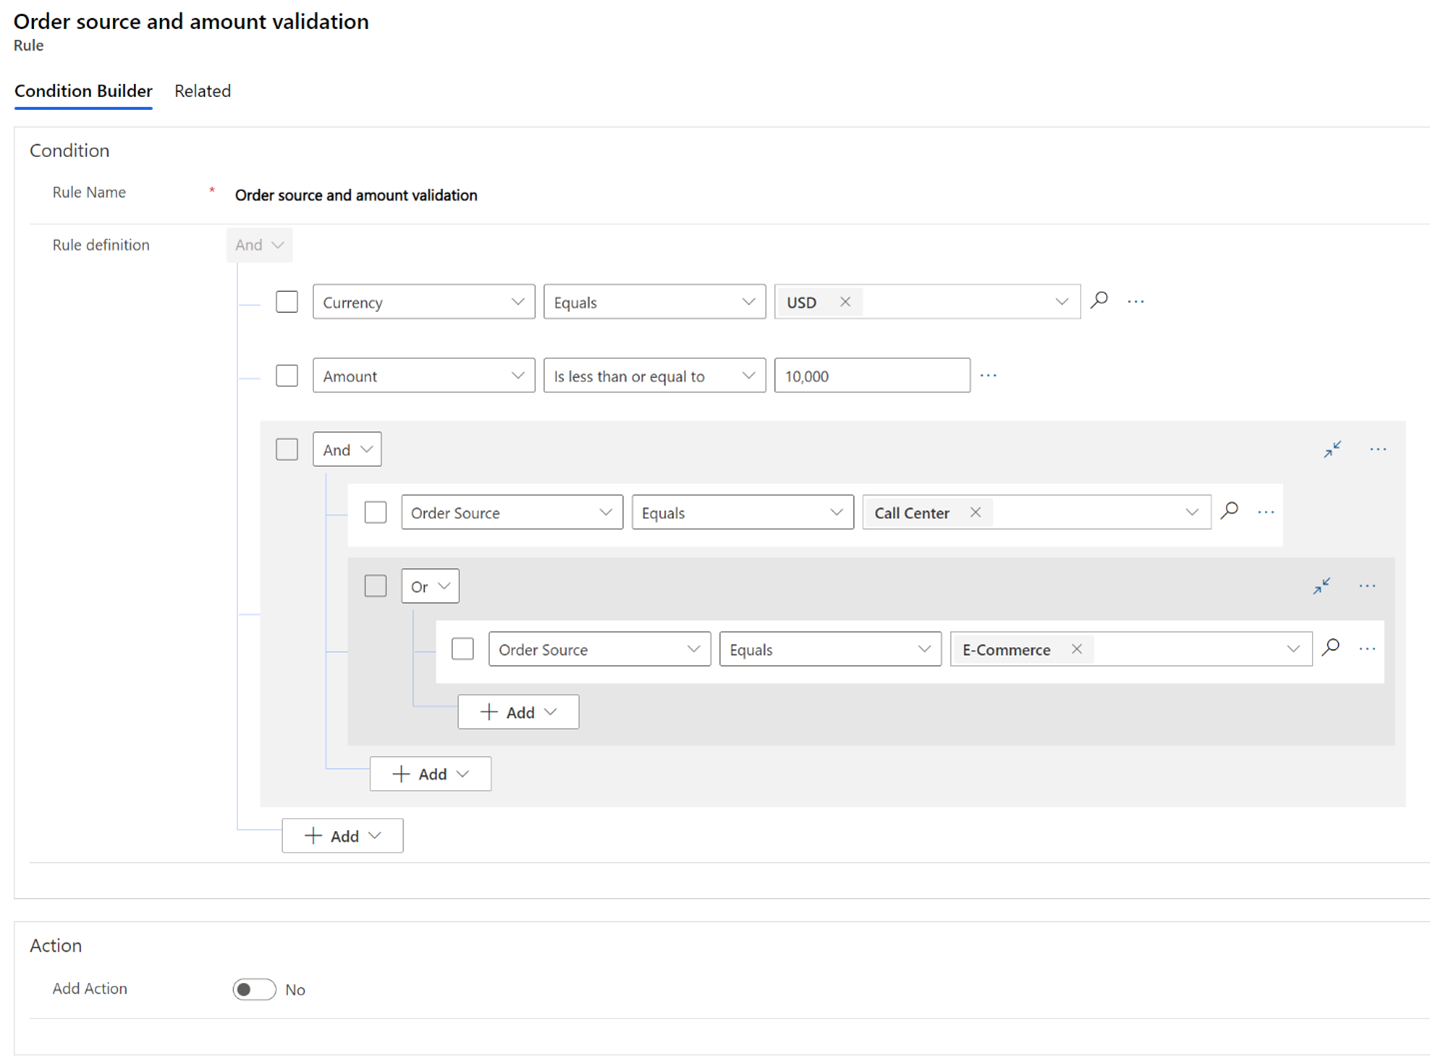 Order source and amount validation
Rule
Condition Builder Related
Condition
Rule Name * Order source and amount validation
Rule definition And
Currency Equals USD ...
Amount Is less than or equal to 10,000 ...
And ...
Order Source Equals Call Center ...
Or ...
Order Source Equals E-Commerce ...
+ Add
+ Add
+ Add
Action
Add Action No